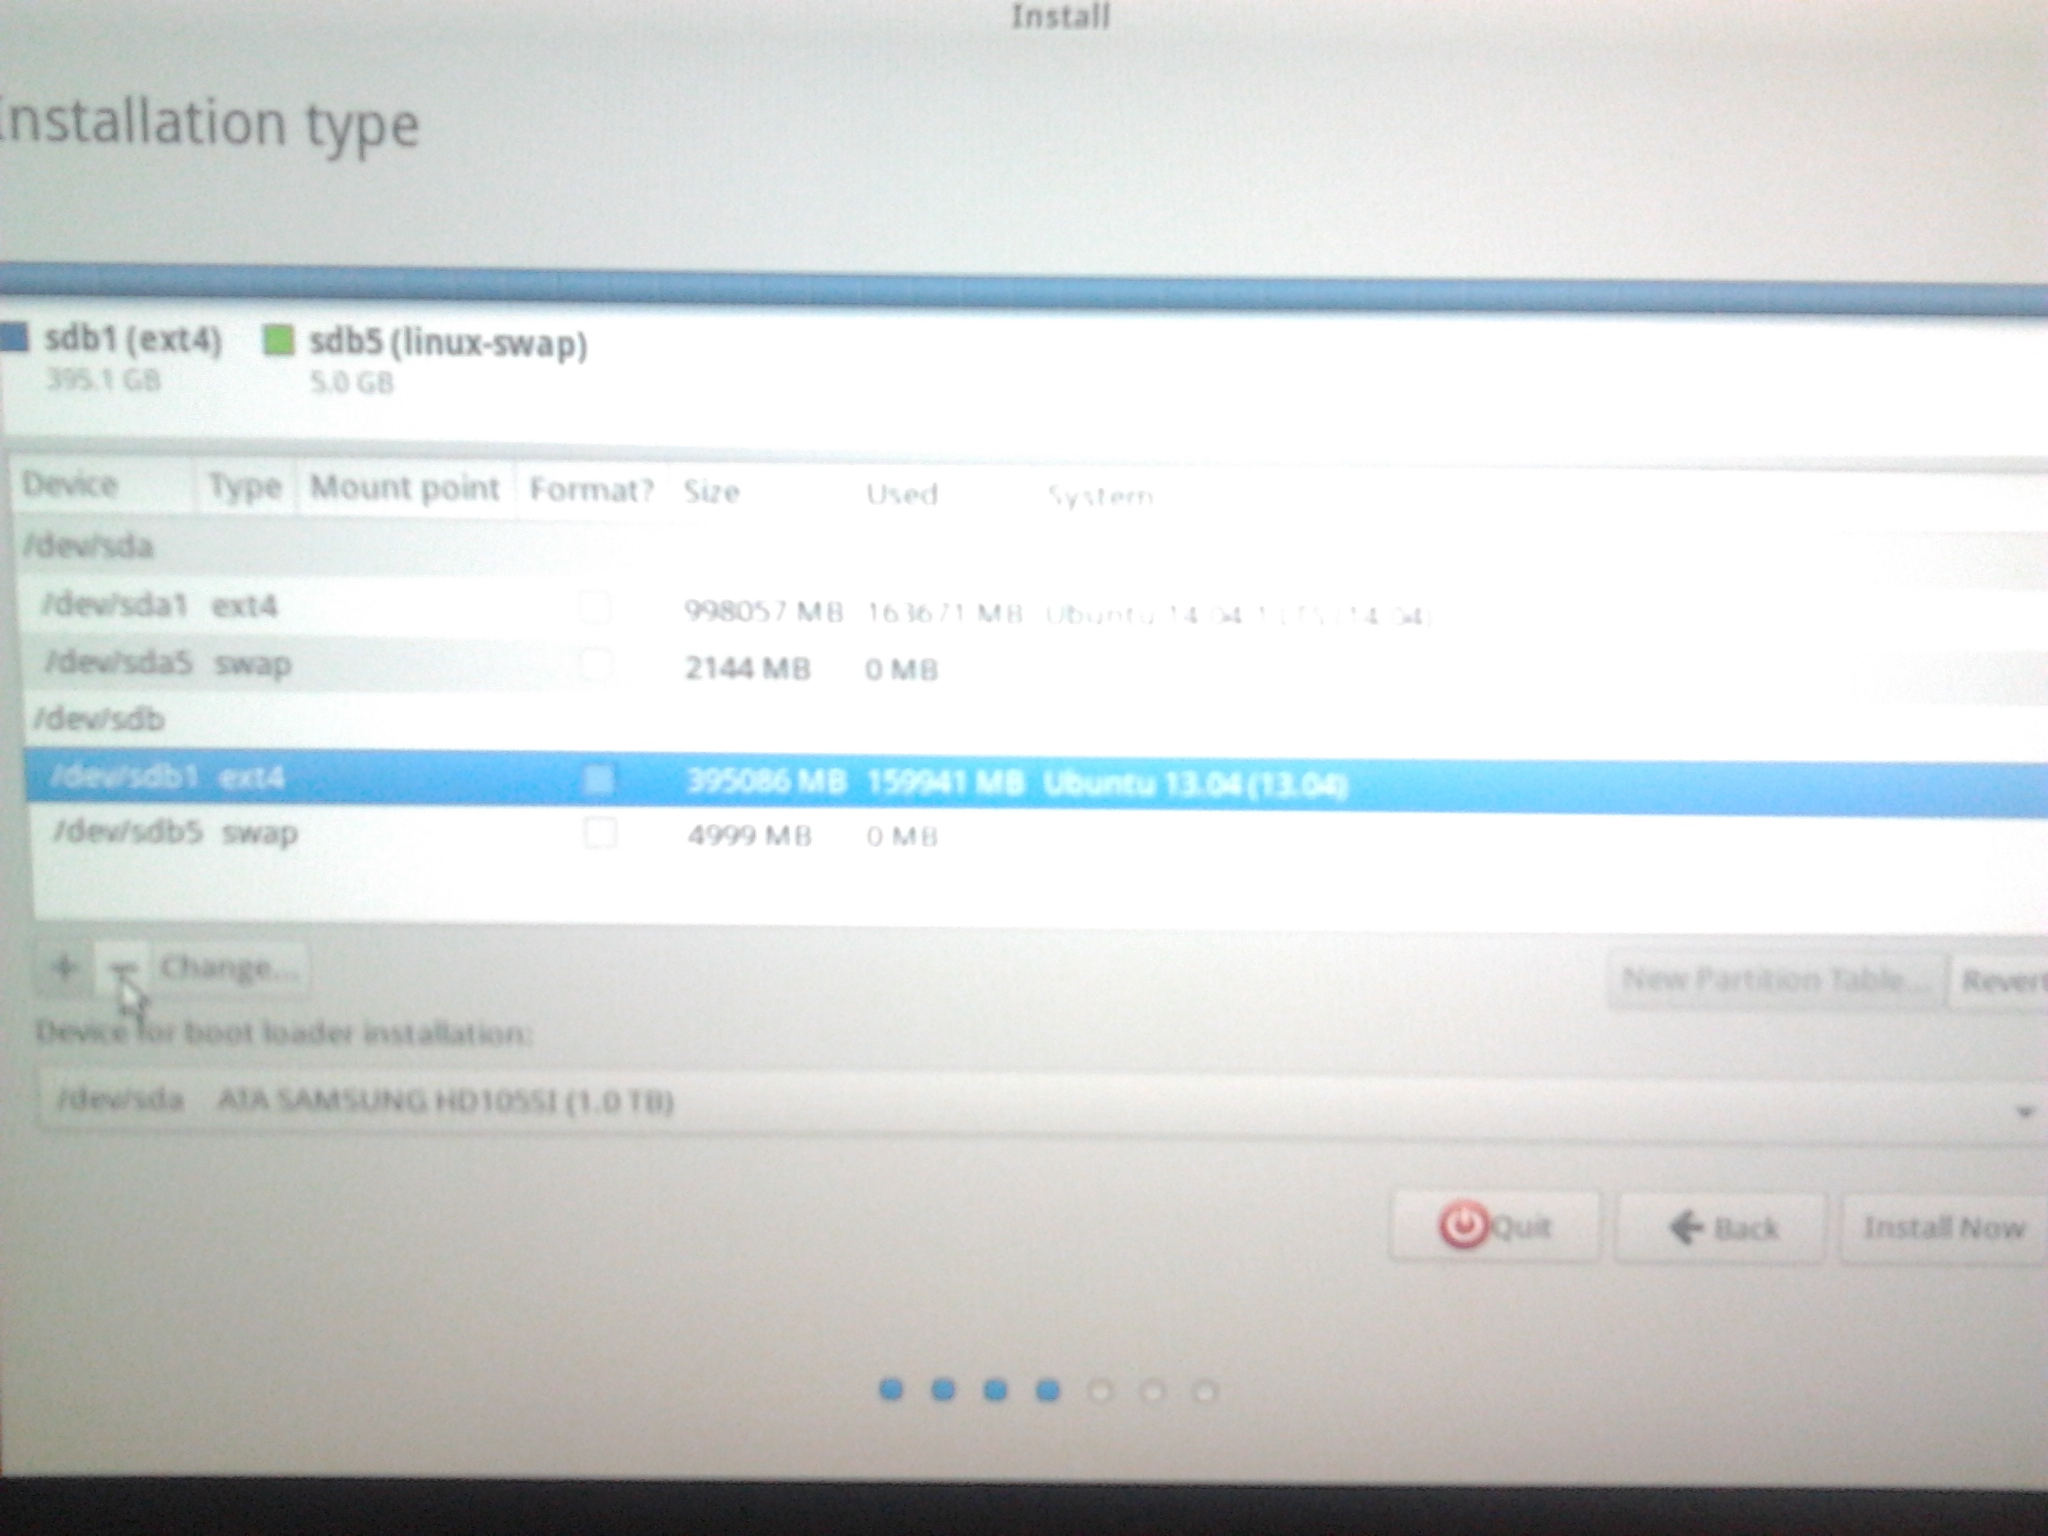 Install
Installation type
sdb1 (ext4) sdb5 (linux-swap)
395.1 GB 5.0 GB
Device Type Mount point Format? Size Used System
/dev/sda
/dev/sda1 ext4 998057 MB 163671 MB Ubuntu 14.04.1 LTS (14.04)
/dev/sda5 swap 2144 MB 0 MB
/dev/sdb
/dev/sdb1 ext4 395086 MB 159941 MB Ubuntu 13.04 (13.04)
/dev/sdb5 swap 4999 MB 0 MB
+ − Change... New Partition Table... Revert
Device for boot loader installation:
/dev/sda ATA SAMSUNG HD105SI (1.0 TB)
Quit Back Install Now